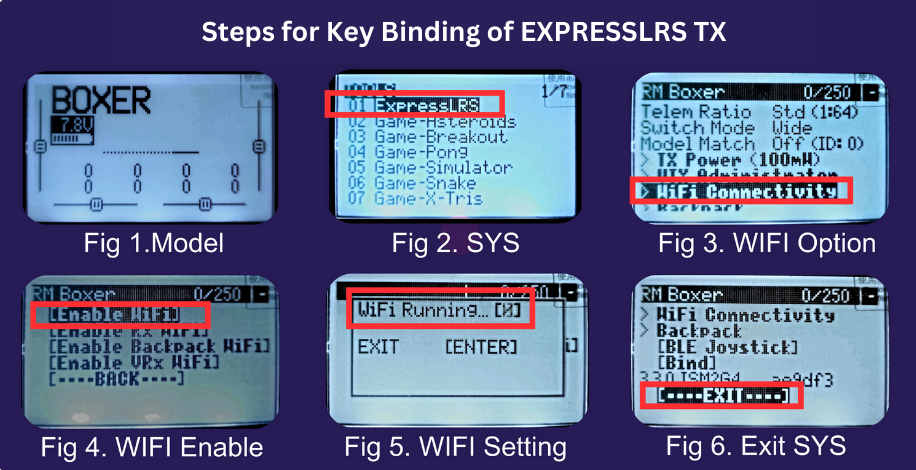 Steps for Key Binding of EXPRESSLRS TX
BOXER
7.8V
0 0 0 0
0 0 0 0
Fig 1.Model
1/7
01 ExpressLRS
02 Game-Asteroids
03 Game-Breakout
04 Game-Pong
05 Game-Simulator
06 Game-Snake
07 Game-X-Tris
Fig 2. SYS
RM Boxer 0/250 -
Telem Ratio Std (1:64)
Switch Mode Wide
Model Match Off (ID: 0)
> TX Power (100mW)
> VTX Administrator
> WiFi Connectivity
> Backpack
Fig 3. WIFI Option
RM Boxer 0/250 -
[Enable WiFi]
[Enable Rx WiFi]
[Enable Backpack WiFi]
[Enable VRx WiFi]
[----BACK----]
Fig 4. WIFI Enable
0/250 -
WiFi Running...
EXIT [ENTER]
Fig 5. WIFI Setting
RM Boxer 0/250 -
> WiFi Connectivity
> Backpack
[BLE Joystick]
[Bind]
3.3.0 ISM2G4
[----EXIT----]
Fig 6. Exit SYS